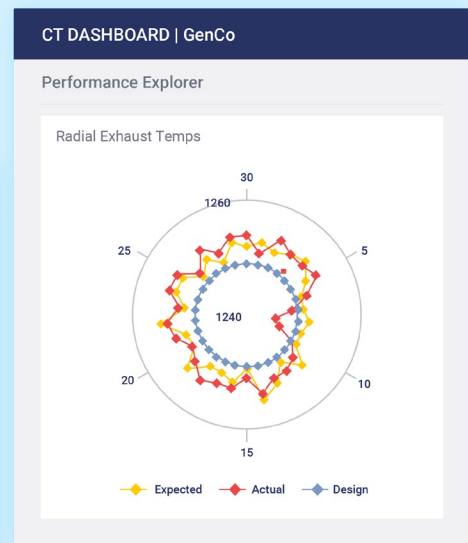 CT DASHBOARD | GenCo
Performance Explorer
Radial Exhaust Temps
30
1260
25
5
1240
20
10
15
Expected
Actual
Design